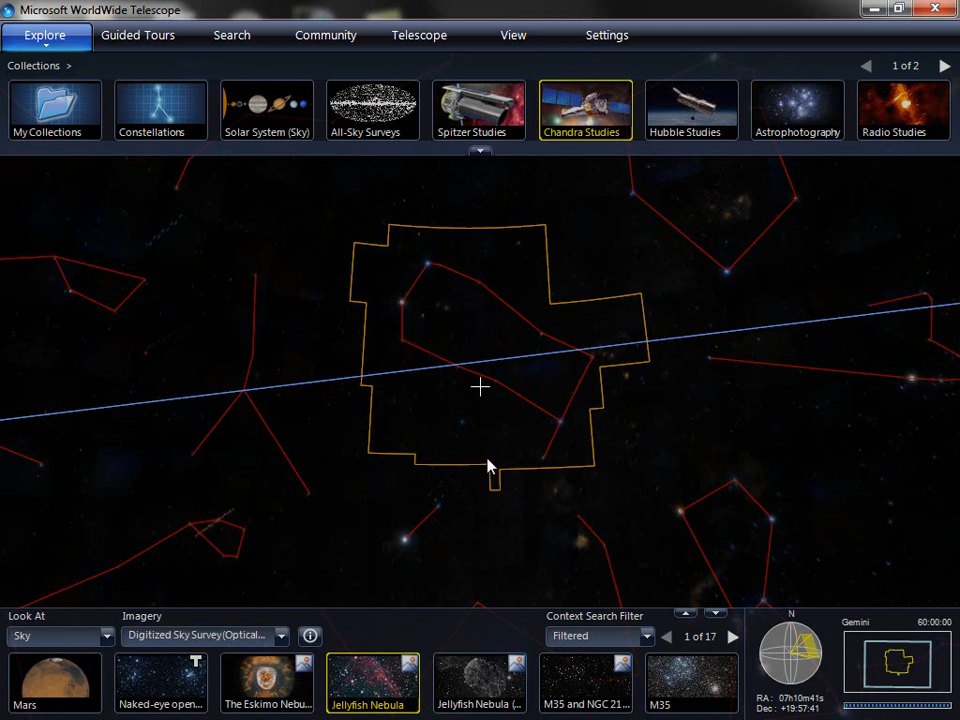 Microsoft WorldWide Telescope
Explore Guided Tours Search Community Telescope View Settings
Collections > 1 of 2
My Collections Constellations Solar System (Sky) All-Sky Surveys Spitzer Studies Chandra Studies Hubble Studies Astrophotography Radio Studies
Look At Imagery Context Search Filter
Sky Digitized Sky Survey(Optical... Filtered 1 of 17
Mars Naked-eye open... The Eskimo Nebu... Jellyfish Nebula Jellyfish Nebula (... M35 and NGC 21... M35
N
Gemini 60:00:00
RA : 07h10m41s
Dec : +19:57:41